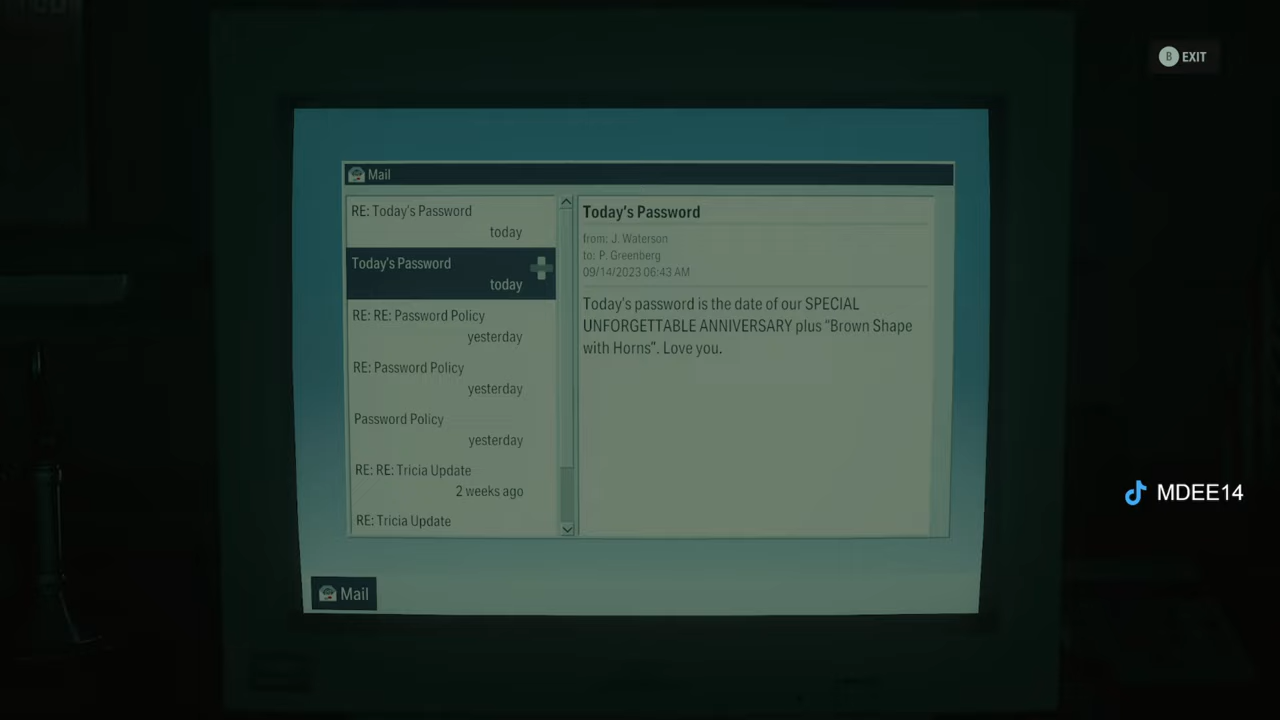 B EXIT
Mail
RE: Today's Password
today
Today's Password
today
RE: RE: Password Policy
yesterday
RE: Password Policy
yesterday
Password Policy
yesterday
RE: RE: Tricia Update
2 weeks ago
RE: Tricia Update
Today's Password
from: J. Waterson
to: P. Greenberg
09/14/2023 06:43 AM
Today's password is the date of our SPECIAL
UNFORGETTABLE ANNIVERSARY plus "Brown Shape
with Horns". Love you.
MDEE14
Mail